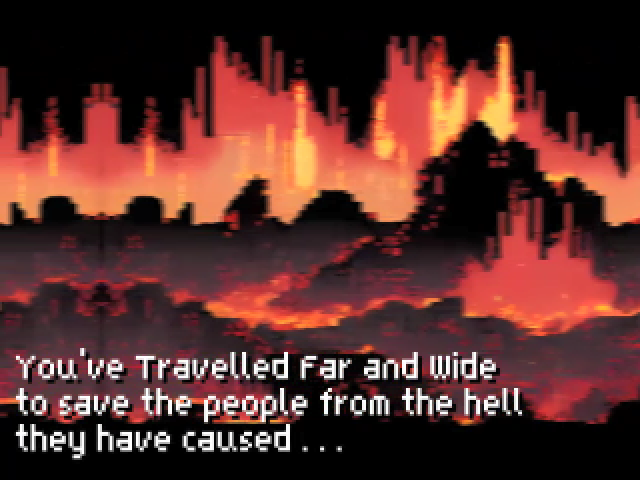 You've Travelled Far and Wide
to save the people from the hell
they have caused . . .